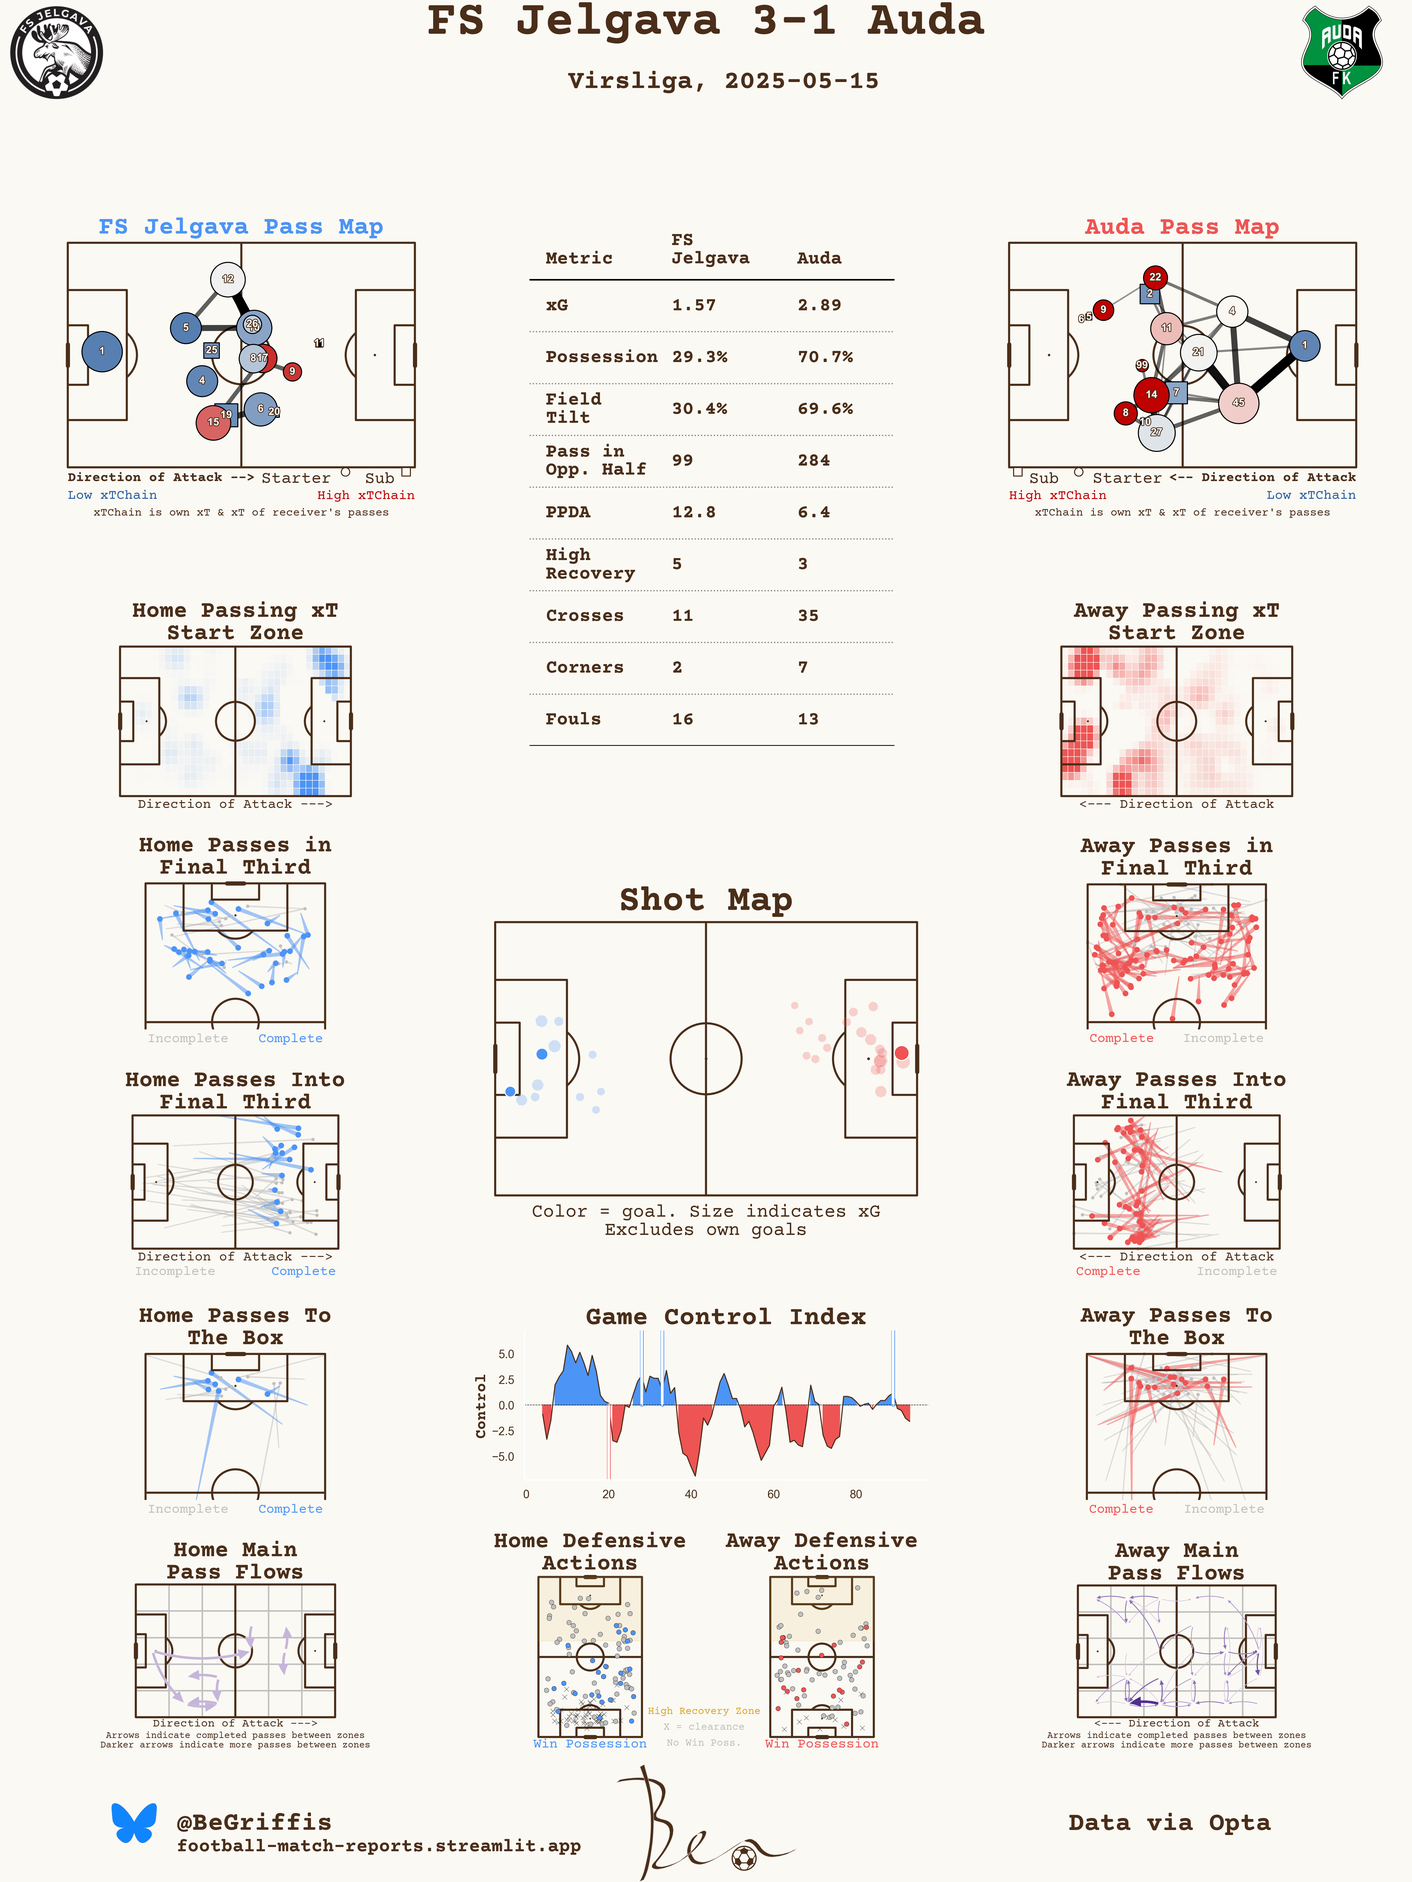 FS Jelgava 3-1 Auda
Virsliga, 2025-05-15
FS JELGAVA
AUDA
FK
FS Jelgava Pass Map
12
5
26
25
1
8
17
11
9
4
6
20
19
15
Direction of Attack --> Starter Sub
Low xTChain High xTChain
xTChain is own xT & xT of receiver's passes
Metric FS Jelgava Auda
xG 1.57 2.89
Possession 29.3% 70.7%
Field Tilt 30.4% 69.6%
Pass in Opp. Half 99 284
PPDA 12.8 6.4
High Recovery 5 3
Crosses 11 35
Corners 2 7
Fouls 16 13
Auda Pass Map
22
2
9
65
4
11
21
1
99
14
7
45
8
10
27
Sub Starter <-- Direction of Attack
High xTChain Low xTChain
xTChain is own xT & xT of receiver's passes
Home Passing xT
Start Zone
Direction of Attack --->
Away Passing xT
Start Zone
<--- Direction of Attack
Home Passes in
Final Third
Incomplete Complete
Away Passes in
Final Third
Complete Incomplete
Shot Map
Color = goal. Size indicates xG
Excludes own goals
Home Passes Into
Final Third
Direction of Attack --->
Incomplete Complete
Away Passes Into
Final Third
<--- Direction of Attack
Complete Incomplete
Home Passes To
The Box
Incomplete Complete
Game Control Index
Control
5.0
2.5
0.0
−2.5
−5.0
0 20 40 60 80
Away Passes To
The Box
Complete Incomplete
Home Main
Pass Flows
Direction of Attack --->
Arrows indicate completed passes between zones
Darker arrows indicate more passes between zones
Home Defensive
Actions
Win Possession
High Recovery Zone
X = clearance
No Win Poss.
Away Defensive
Actions
Win Possession
Away Main
Pass Flows
<--- Direction of Attack
Arrows indicate completed passes between zones
Darker arrows indicate more passes between zones
@BeGriffis
football-match-reports.streamlit.app
Ben
Data via Opta